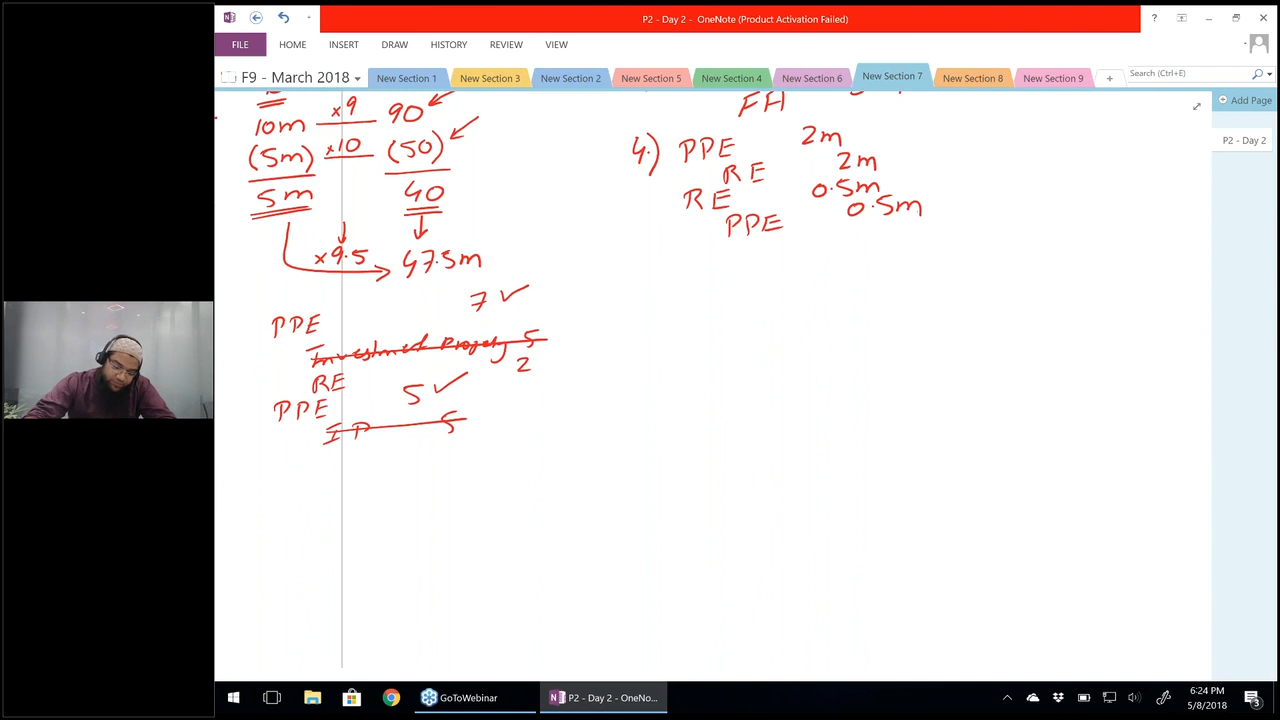 P2 - Day 2 - OneNote (Product Activation Failed)
FILE HOME INSERT DRAW HISTORY REVIEW VIEW
F9 - March 2018 New Section 1 New Section 3 New Section 2 New Section 5 New Section 4 New Section 6 New Section 7 New Section 8 New Section 9 + Search (Ctrl+E)
Add Page
P2 - Day 2
10m x9 90
(5m) x10 (50)
5m 40
x9.5 47.5m
7 ✓
PPE
Investment Property 5
2
RE
5 ✓
PPE
IP 5
FH
4.) PPE 2m
RE 2m
RE 0.5m
PPE 0.5m
GoToWebinar
P2 - Day 2 - OneNo...
6:24 PM
5/8/2018
3